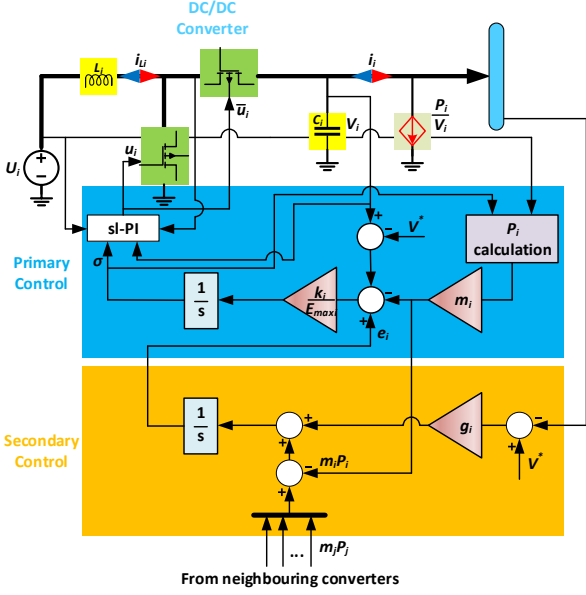 DC/DC
Converter
L_i
i_Li
i_i
u̅_i
C_i
V_i
P_i
V_i
u_i
U_i
+
−
sl-PI
σ
Primary
Control
+
−
V*
P_i
calculation
1
s
k_i
E_maxi
−
+
e_i
m_i
Secondary
Control
1
s
+
+
g_i
−
+
V*
m_iP_i
−
+
... m_jP_j
From neighbouring converters